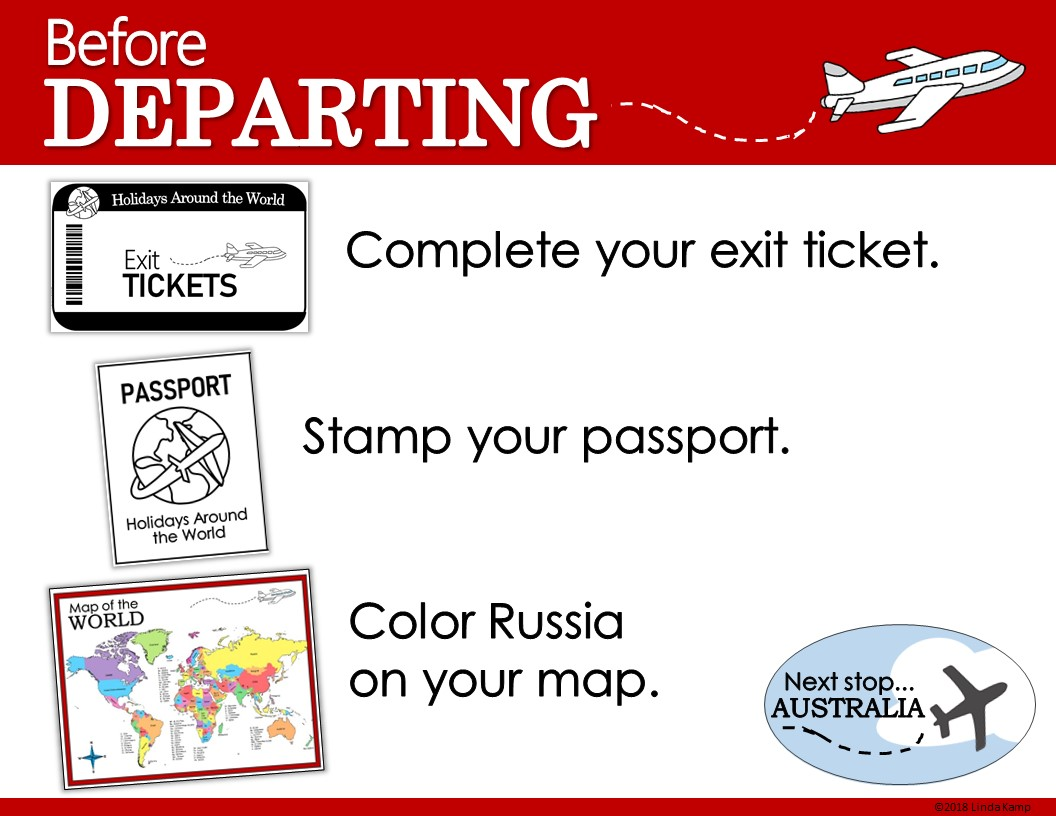 Before
DEPARTING
Holidays Around the World
Exit
TICKETS
Complete your exit ticket.
PASSPORT
Holidays Around
the World
Stamp your passport.
Map of the
WORLD
Color Russia
on your map.
Next stop...
AUSTRALIA
©2018 Linda Kamp